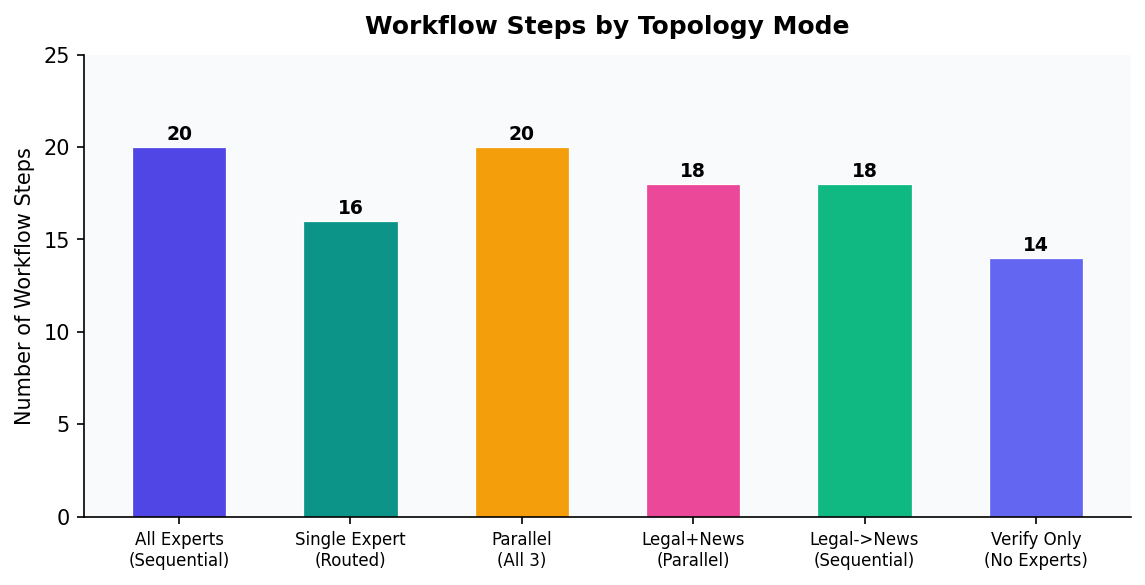 Workflow Steps by Topology Mode
Number of Workflow Steps
25
20
15
10
5
0
20
16
20
18
18
14
All Experts
(Sequential)
Single Expert
(Routed)
Parallel
(All 3)
Legal+News
(Parallel)
Legal->News
(Sequential)
Verify Only
(No Experts)